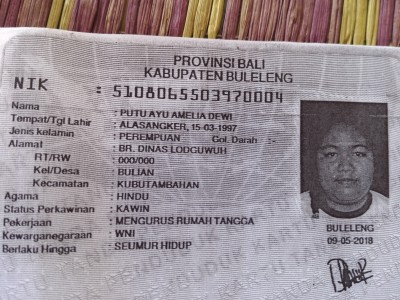 PROVINSI BALI
KABUPATEN BULELENG
NIK : 5108065503970004
Nama : PUTU AYU AMELIA DEWI
Tempat/Tgl Lahir : ALASANGKER, 15-03-1997
Jenis kelamin : PEREMPUAN Gol. Darah :-
Alamat : BR. DINAS LODGUWUH
RT/RW : 000/000
Kel/Desa : BULIAN
Kecamatan : KUBUTAMBAHAN
Agama : HINDU
Status Perkawinan : KAWIN
Pekerjaan : MENGURUS RUMAH TANGGA
Kewarganegaraan : WNI
Berlaku Hingga : SEUMUR HIDUP
BULELENG
09-05-2018